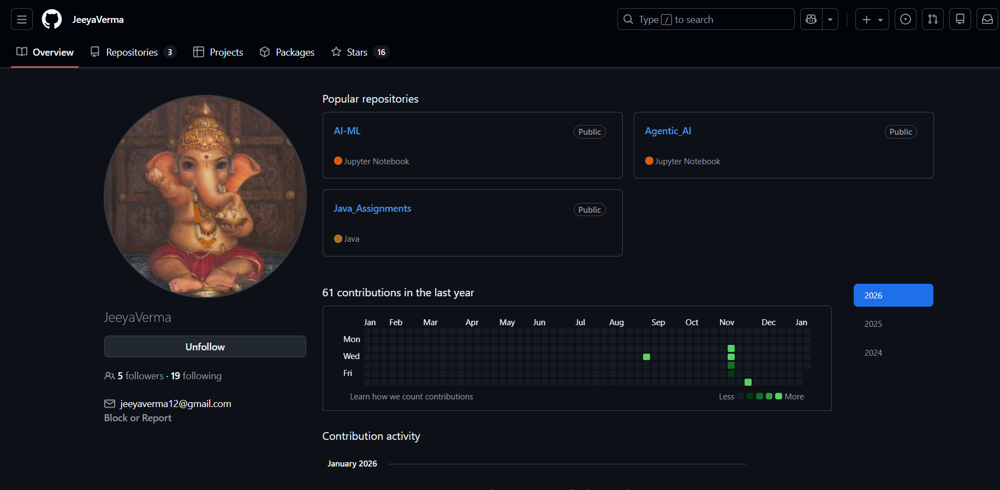 JeeyaVerma
Type / to search
Overview
Repositories 3
Projects
Packages
Stars 16
JeeyaVerma
Unfollow
5 followers · 19 following
jeeyaverma12@gmail.com
Block or Report
Popular repositories
AI-ML
Public
Jupyter Notebook
Agentic_AI
Public
Jupyter Notebook
Java_Assignments
Public
Java
61 contributions in the last year
Jan Feb Mar Apr May Jun Jul Aug Sep Oct Nov Dec Jan
Mon
Wed
Fri
Learn how we count contributions
Less More
2026
2025
2024
Contribution activity
January 2026